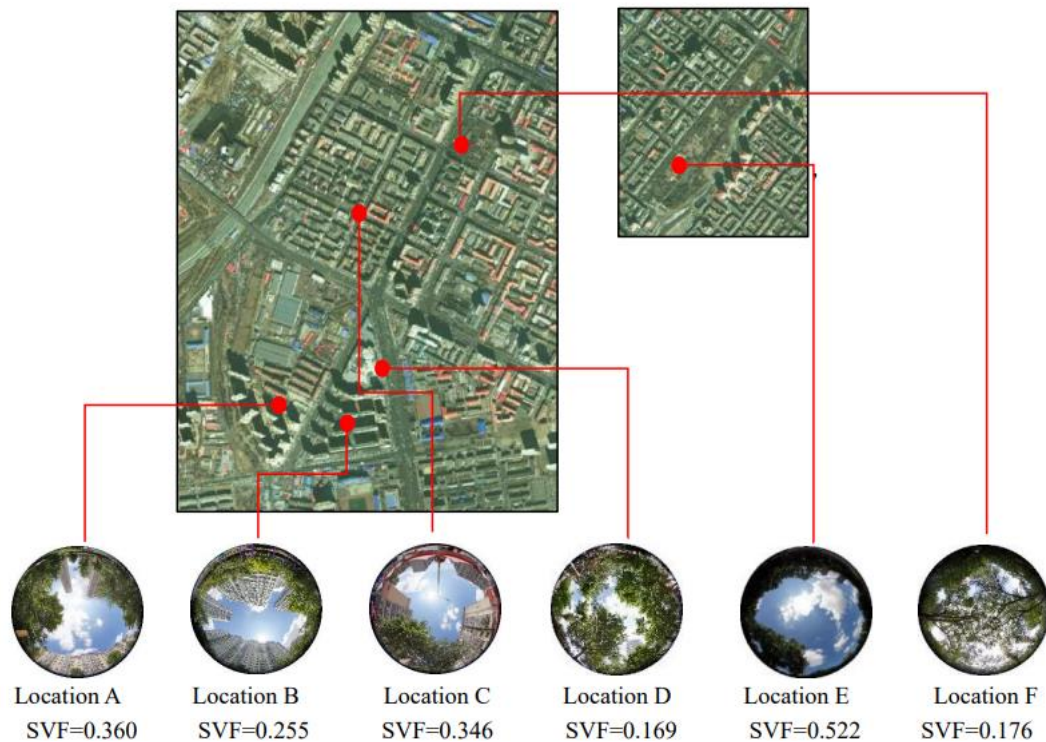 Location A Location B Location C Location D Location E Location F
SVF=0.360 SVF=0.255 SVF=0.346 SVF=0.169 SVF=0.522 SVF=0.176